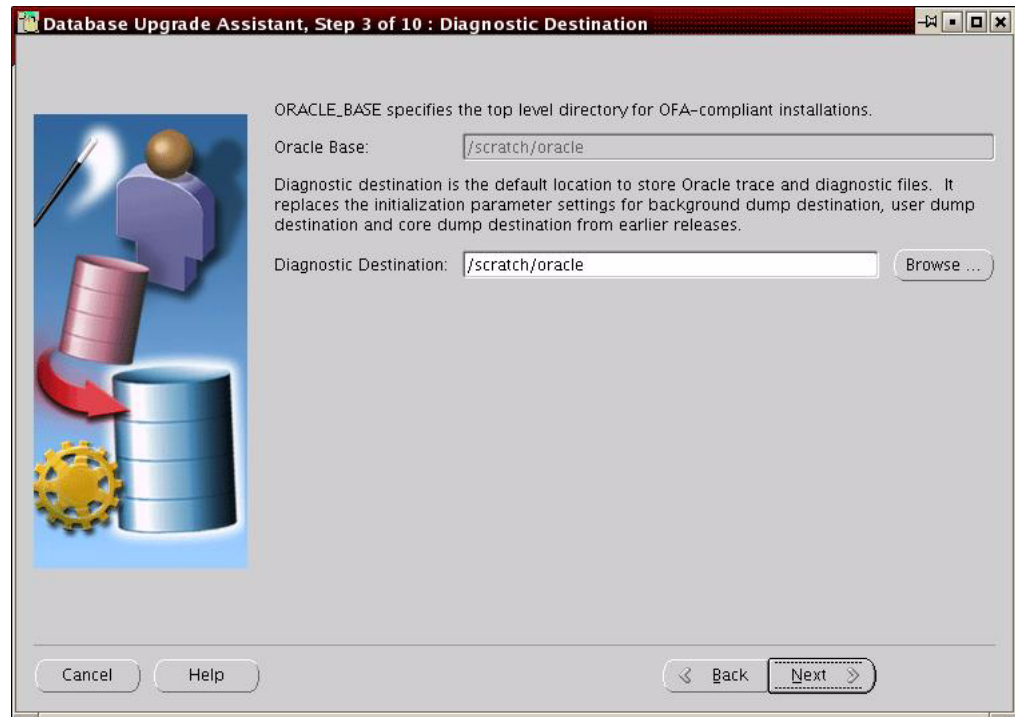 Database Upgrade Assistant, Step 3 of 10 : Diagnostic Destination
ORACLE_BASE specifies the top level directory for OFA-compliant installations.
Oracle Base: /scratch/oracle
Diagnostic destination is the default location to store Oracle trace and diagnostic files. It
replaces the initialization parameter settings for background dump destination, user dump
destination and core dump destination from earlier releases.
Diagnostic Destination: /scratch/oracle Browse ...
Cancel Help Back Next